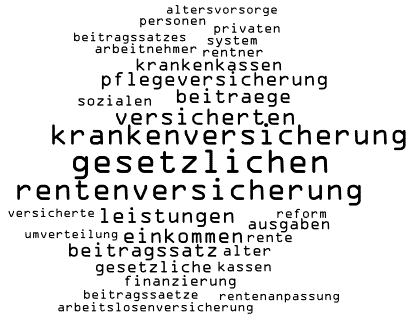 altersvorsorge
personen privaten
beitragssatzes system
arbeitnehmer rentner
krankenkassen
pflegeversicherung
sozialen beitraege
versicherten
krankenversicherung
gesetzlichen
rentenversicherung
versicherte leistungen reform
ausgaben
umverteilung einkommen rente
beitragssatz alter
gesetzliche kassen
finanzierung
beitragssaetze rentenanpassung
arbeitslosenversicherung